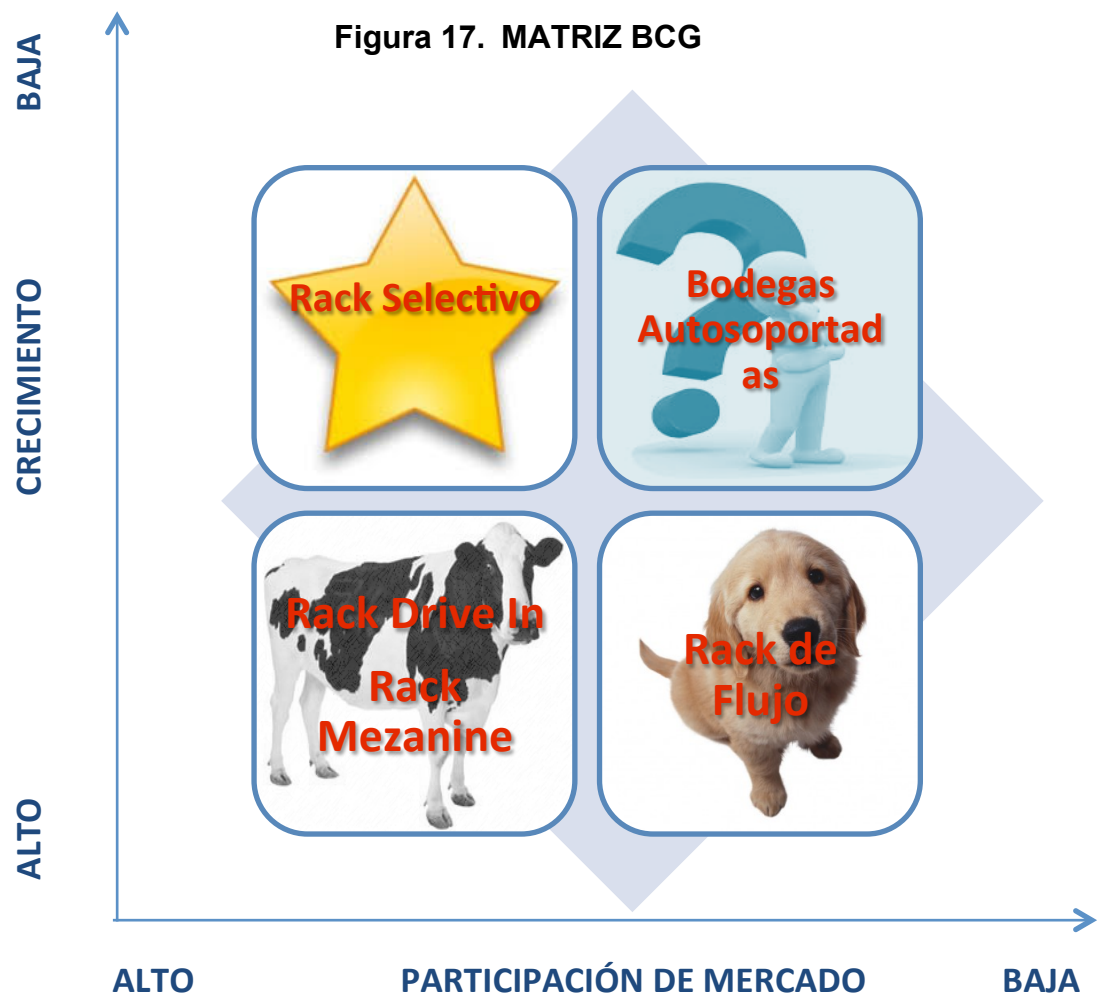 Figura 17. MATRIZ BCG
BAJA
CRECIMIENTO
ALTO
Rack Selectivo
Bodegas
Autosoportad
as
Rack Drive In
Rack
Mezanine
Rack de
Flujo
ALTO
PARTICIPACIÓN DE MERCADO
BAJA